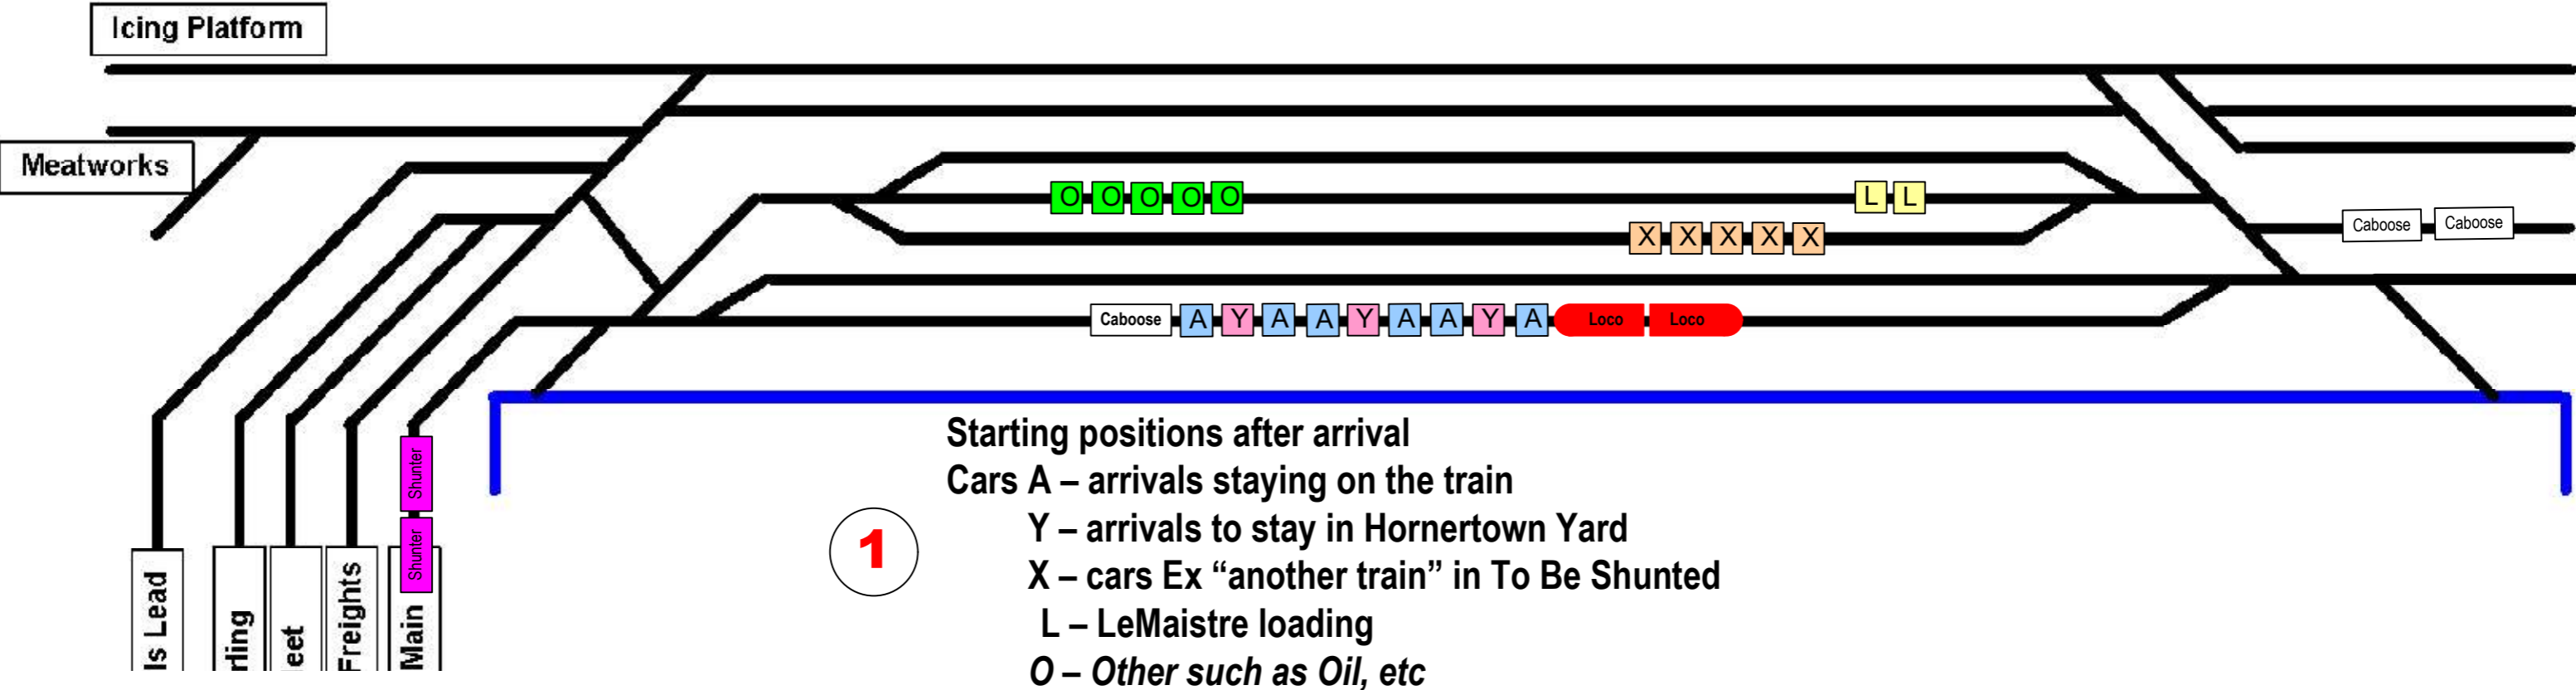 Icing Platform
Meatworks
O O O O O L L
X X X X X
Caboose Caboose
Caboose A Y A A Y A A Y A Loco Loco
Shunter
Shunter
ls Lead
rling
eet
Freights
Main
1
Starting positions after arrival
Cars A – arrivals staying on the train
Y – arrivals to stay in Hornertown Yard
X – cars Ex “another train” in To Be Shunted
L – LeMaistre loading
O – Other such as Oil, etc